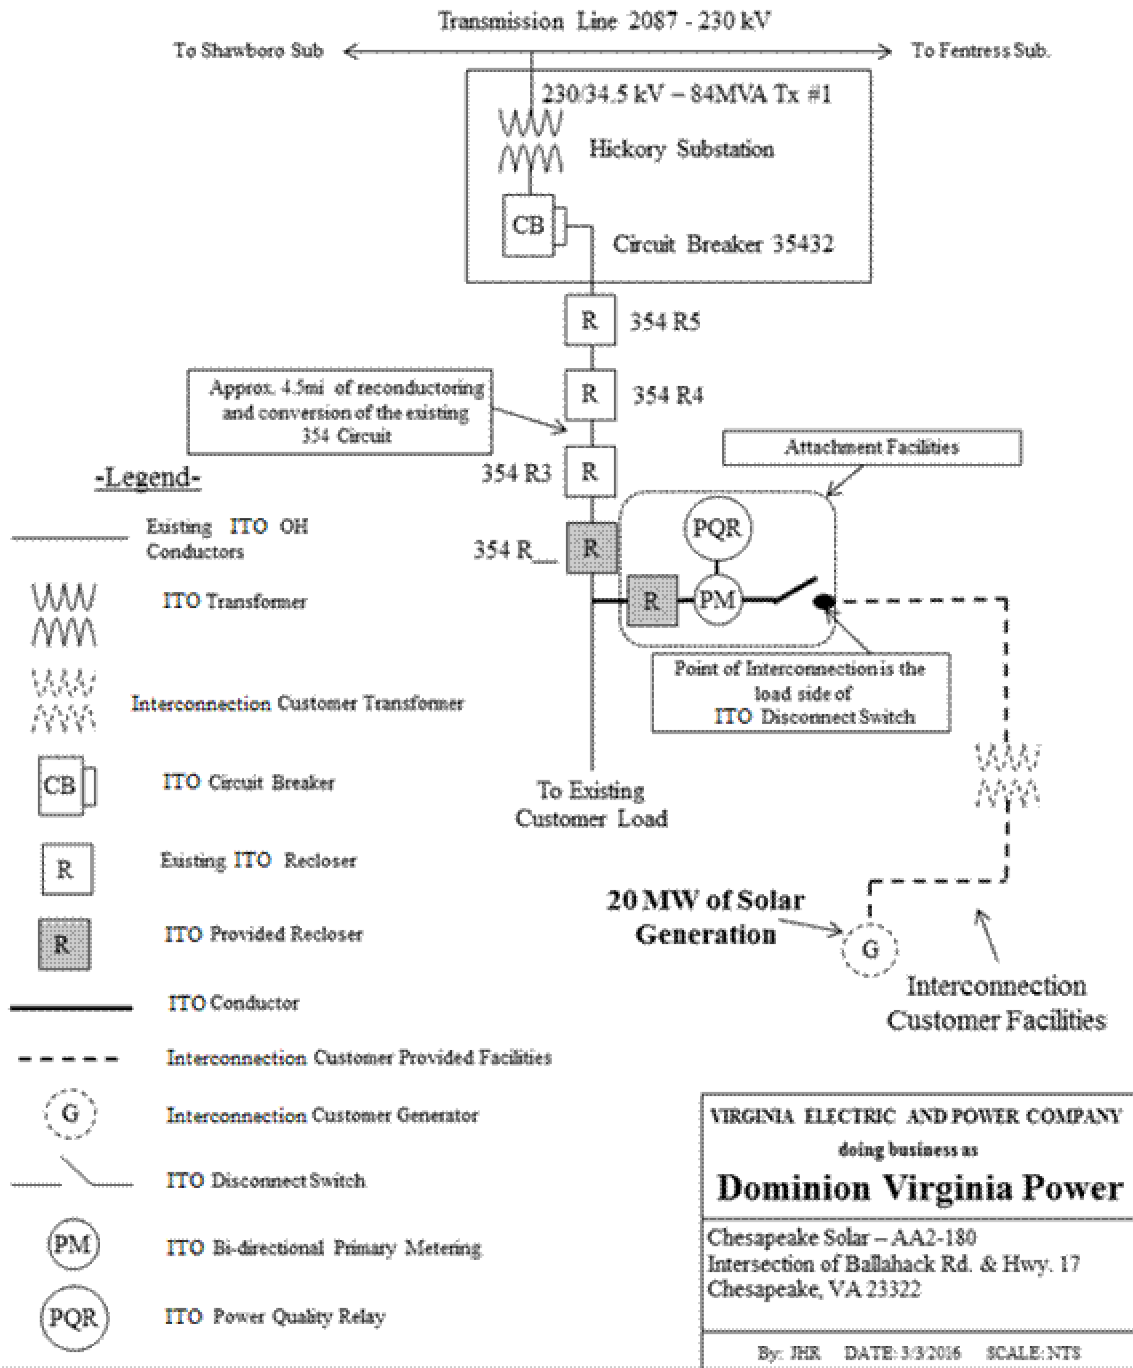 Transmission Line 2087 - 230 kV
To Shawboro Sub
To Fentress Sub.
230/34.5 kV – 84MVA Tx #1
Hickory Substation
CB
Circuit Breaker 35432
R
354 R5
R
354 R4
Approx. 4.5mi of reconductoring
and conversion of the existing
354 Circuit
354 R3
R
Attachment Facilities
354 R__
R
PQR
R
PM
Point of Interconnection is the
load side of
ITO Disconnect Switch
To Existing
Customer Load
20 MW of Solar
Generation
G
Interconnection
Customer Facilities
-Legend-
Existing ITO OH
Conductors
ITO Transformer
Interconnection Customer Transformer
CB
ITO Circuit Breaker
R
Existing ITO Recloser
R
ITO Provided Recloser
ITO Conductor
Interconnection Customer Provided Facilities
G
Interconnection Customer Generator
ITO Disconnect Switch
PM
ITO Bi-directional Primary Metering
PQR
ITO Power Quality Relay
VIRGINIA ELECTRIC AND POWER COMPANY
doing business as
Dominion Virginia Power
Chesapeake Solar – AA2-180
Intersection of Ballahack Rd. & Hwy. 17
Chesapeake, VA 23322
By: JHR DATE: 3/3/2016 SCALE: NTS